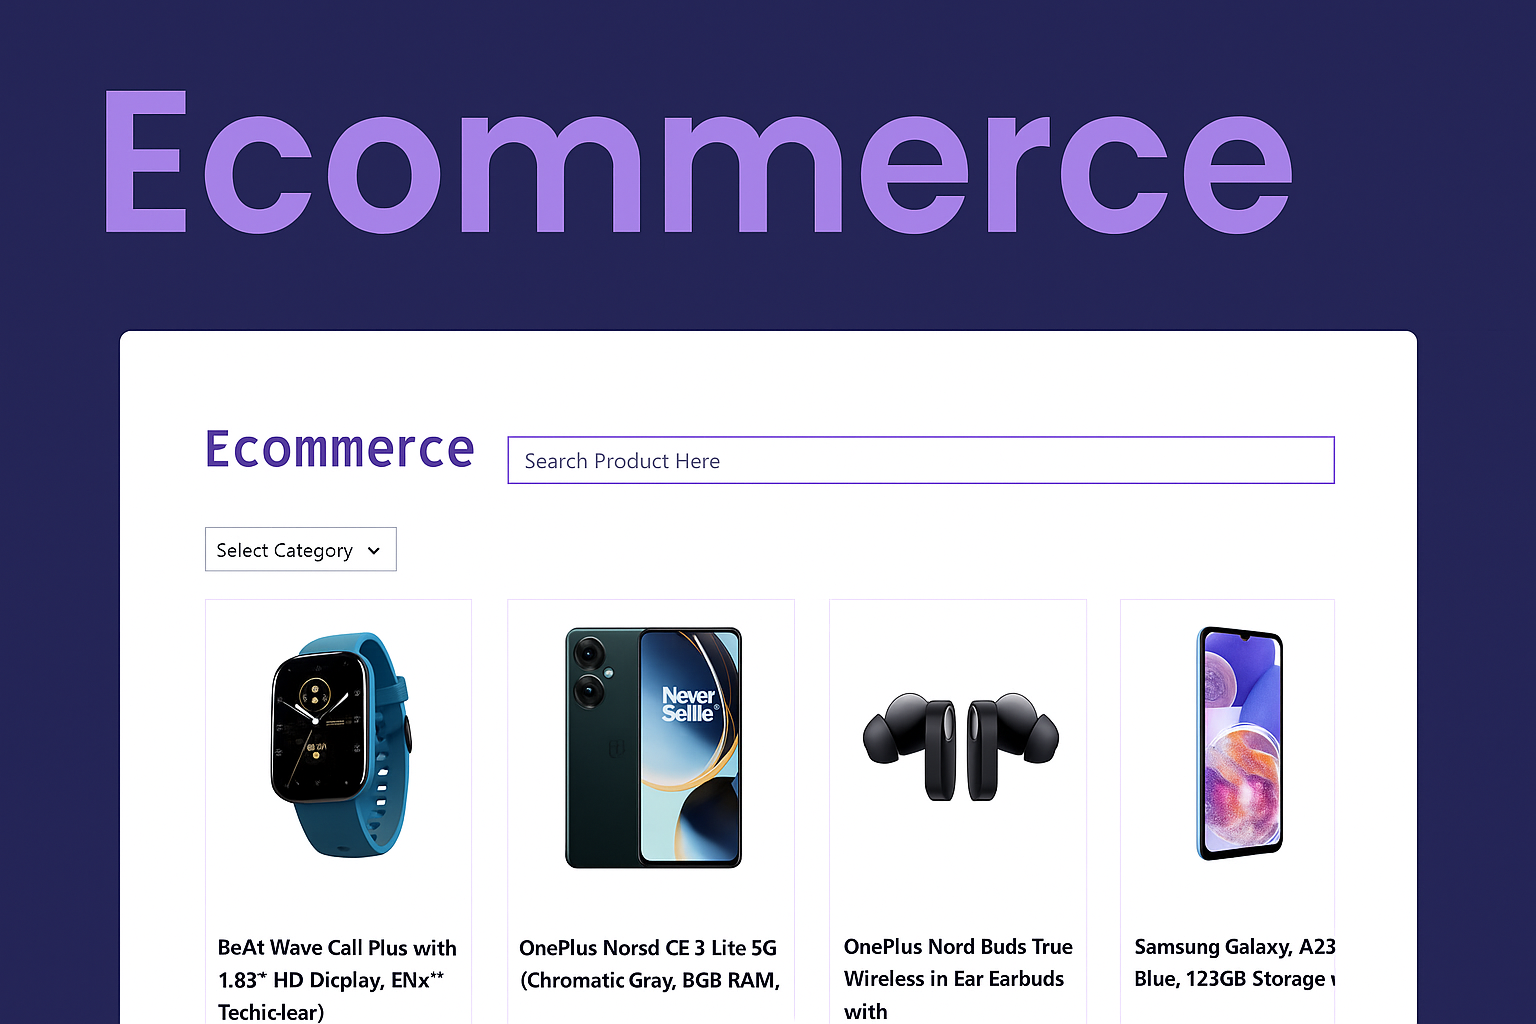 Ecommerce
Ecommerce
Search Product Here
Select Category
Never
Sellle®
BeAt Wave Call Plus with
1.83" HD Dicplay, ENx**
Techic-lear)
OnePlus Norsd CE 3 Lite 5G
(Chromatic Gray, BGB RAM,
OnePlus Nord Buds True
Wireless in Ear Earbuds
with
Samsung Galaxy, A23
Blue, 123GB Storage